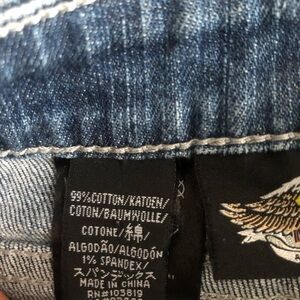 99%COTTON/KATOEN/
COTON/BAUMWOLLE/
COTONE/綿/
ALGODÃO/ALGODÓN
1% SPANDEX/
スパンデックス
MADE IN CHINA
RN#103819